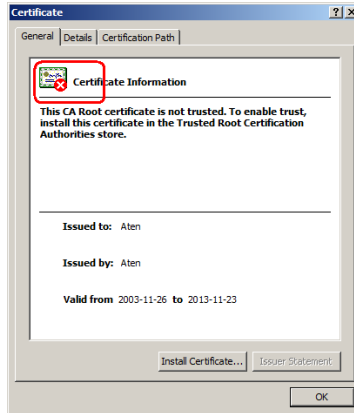 Certificate
General Details Certification Path
Certificate Information
This CA Root certificate is not trusted. To enable trust,
install this certificate in the Trusted Root Certification
Authorities store.
Issued to: Aten
Issued by: Aten
Valid from 2003-11-26 to 2013-11-23
Install Certificate... Issuer Statement
OK